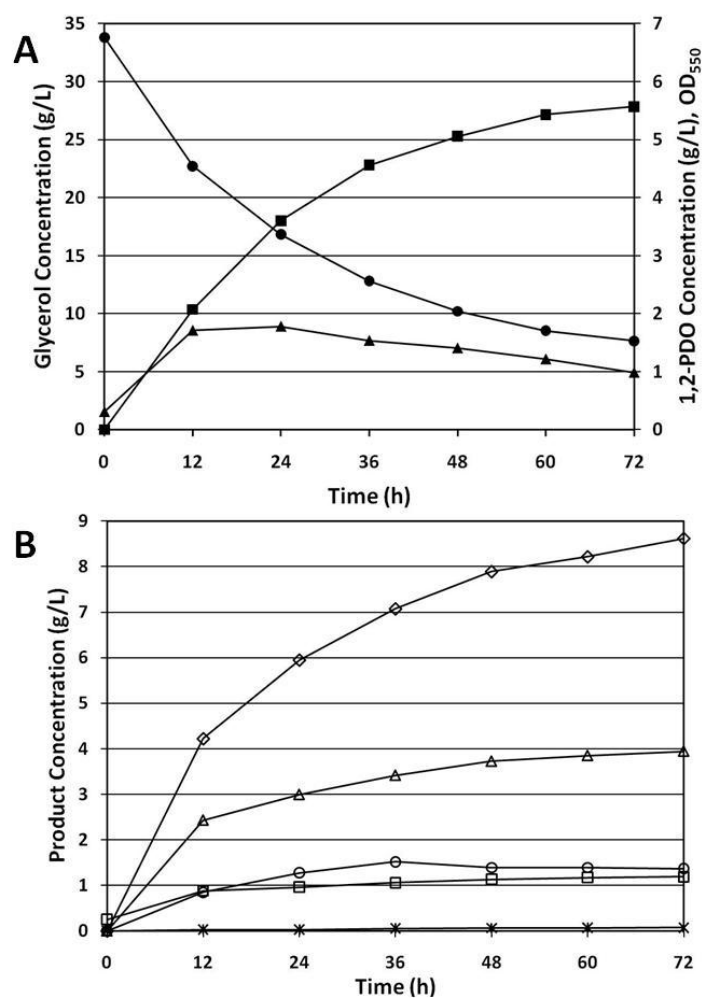 A
Glycerol Concentration (g/L)
35
30
25
20
15
10
5
0
7
6
5
4
3
2
1
0
1,2-PDO Concentration (g/L), OD550
0 12 24 36 48 60 72
Time (h)
B
Product Concentration (g/L)
9
8
7
6
5
4
3
2
1
0
0 12 24 36 48 60 72
Time (h)